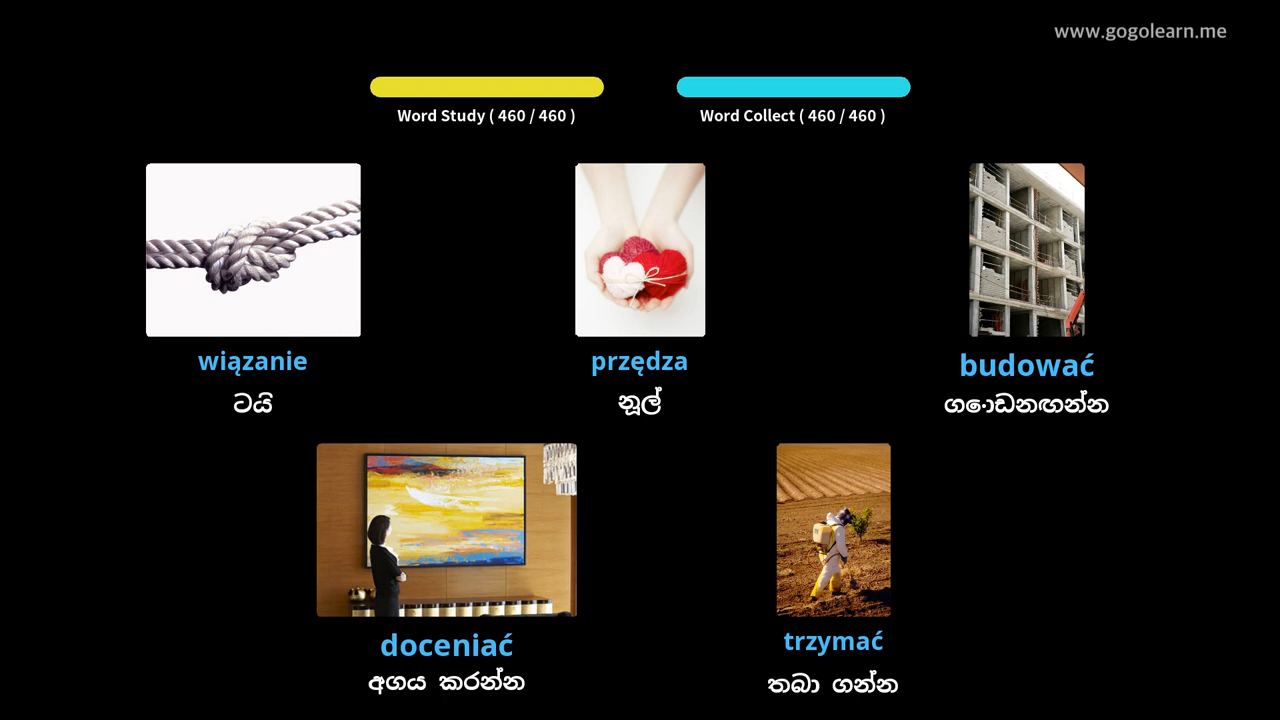 www.gogolearn.me
Word Study ( 460 / 460 )
Word Collect ( 460 / 460 )
wiązanie
ටයි
przędza
නූල්
budować
ගොඩනඟන්න
doceniać
අගය කරන්න
trzymać
තබා ගන්න